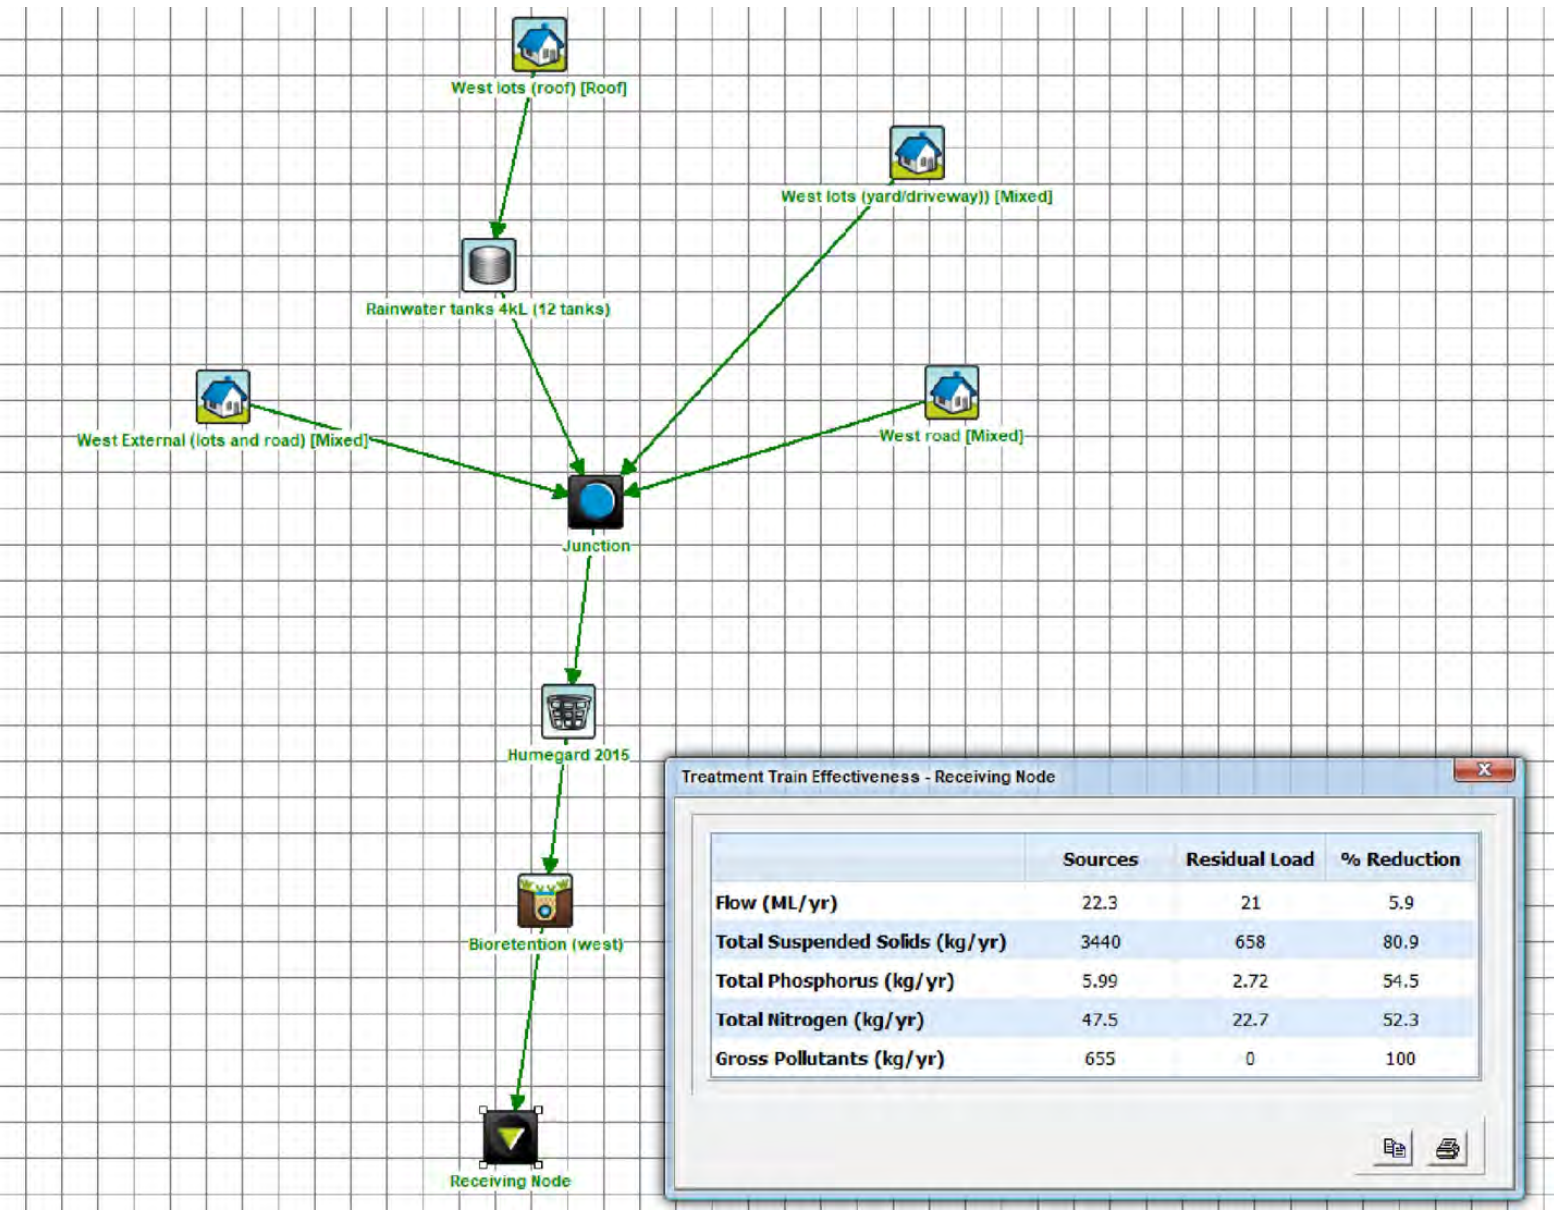 West lots (roof) [Roof]
West lots (yard/driveway)) [Mixed]
Rainwater tanks 4kL (12 tanks)
West External (lots and road) [Mixed]
West road [Mixed]
Junction
Humegard 2015
Bioretention (west)
Receiving Node
Treatment Train Effectiveness - Receiving Node
Sources Residual Load % Reduction
Flow (ML/yr) 22.3 21 5.9
Total Suspended Solids (kg/yr) 3440 658 80.9
Total Phosphorus (kg/yr) 5.99 2.72 54.5
Total Nitrogen (kg/yr) 47.5 22.7 52.3
Gross Pollutants (kg/yr) 655 0 100